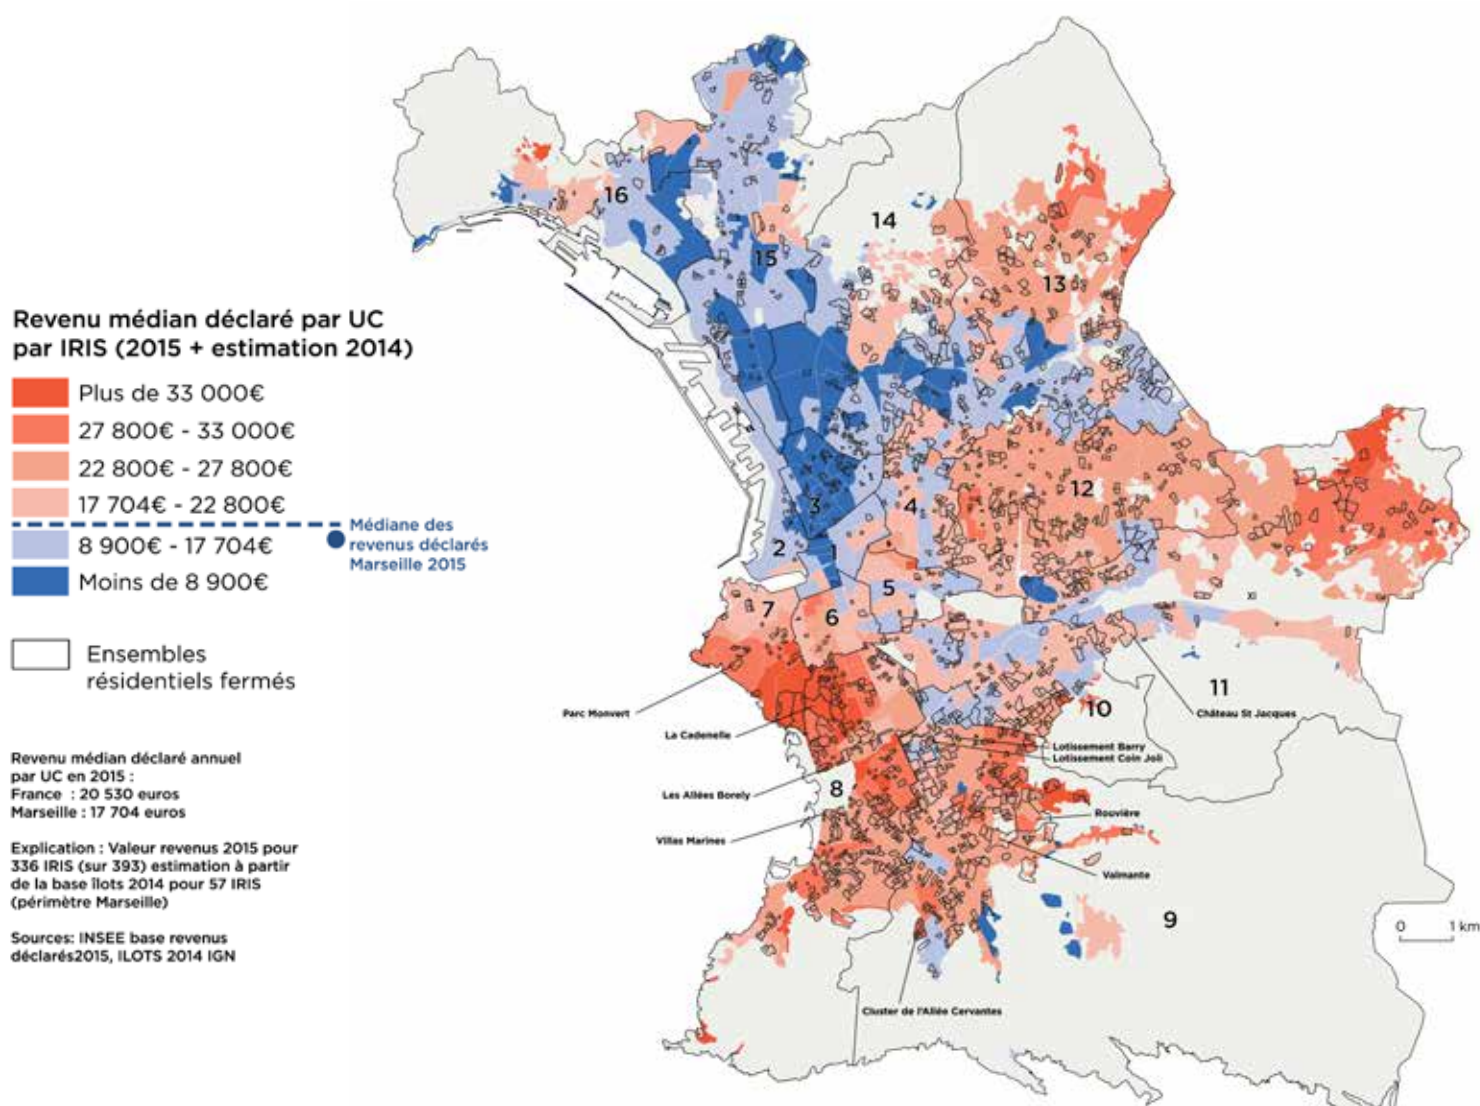 Revenu médian déclaré par UC
par IRIS (2015 + estimation 2014)
Plus de 33 000€
27 800€ - 33 000€
22 800€ - 27 800€
17 704€ - 22 800€
8 900€ - 17 704€
Moins de 8 900€
Médiane des
revenus déclarés
Marseille 2015
Ensembles
résidentiels fermés
Revenu médian déclaré annuel
par UC en 2015 :
France : 20 530 euros
Marseille : 17 704 euros
Explication : Valeur revenus 2015 pour
336 IRIS (sur 393) estimation à partir
de la base îlots 2014 pour 57 IRIS
(périmètre Marseille)
Sources: INSEE base revenus
déclarés2015, ILOTS 2014 IGN
16
15
14
13
12
3
4
2
1
5
XI
7
6
11
10
8
9
Parc Monvert
La Cadenelle
Les Allées Borely
Villas Marines
Château St Jacques
Lotissement Barry
Lotissement Coin Joli
Rouvière
Valmante
Cluster de l'Allée Cervantes
0 1 km